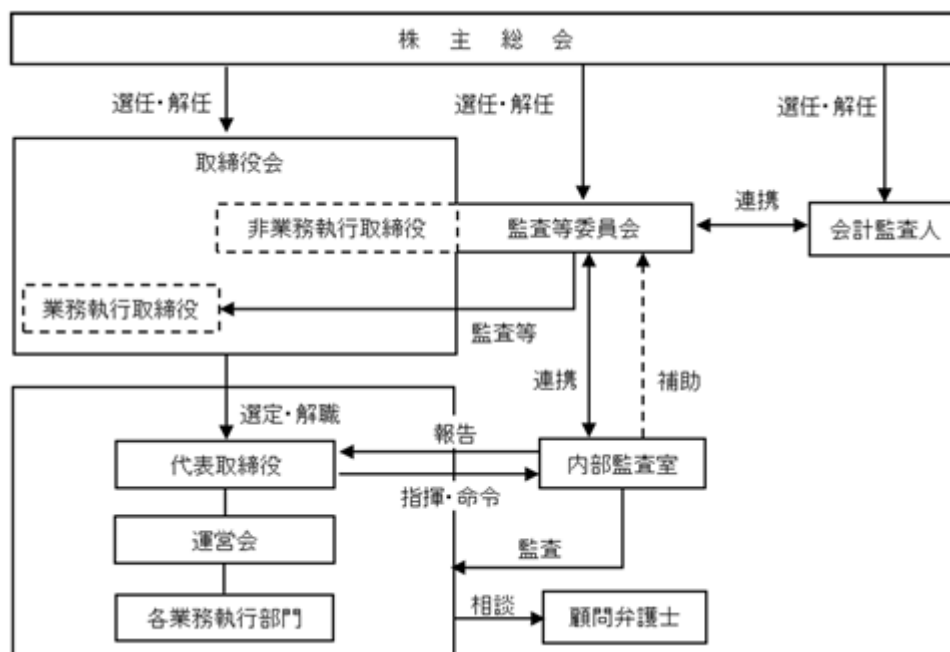 株主総会
選任・解任
選任・解任
選任・解任
取締役会
非業務執行取締役
監査等委員会
連携
会計監査人
業務執行取締役
監査等
連携
補助
選定・解職
報告
代表取締役
内部監査室
指揮・命令
運営会
監査
相談
各業務執行部門
顧問弁護士